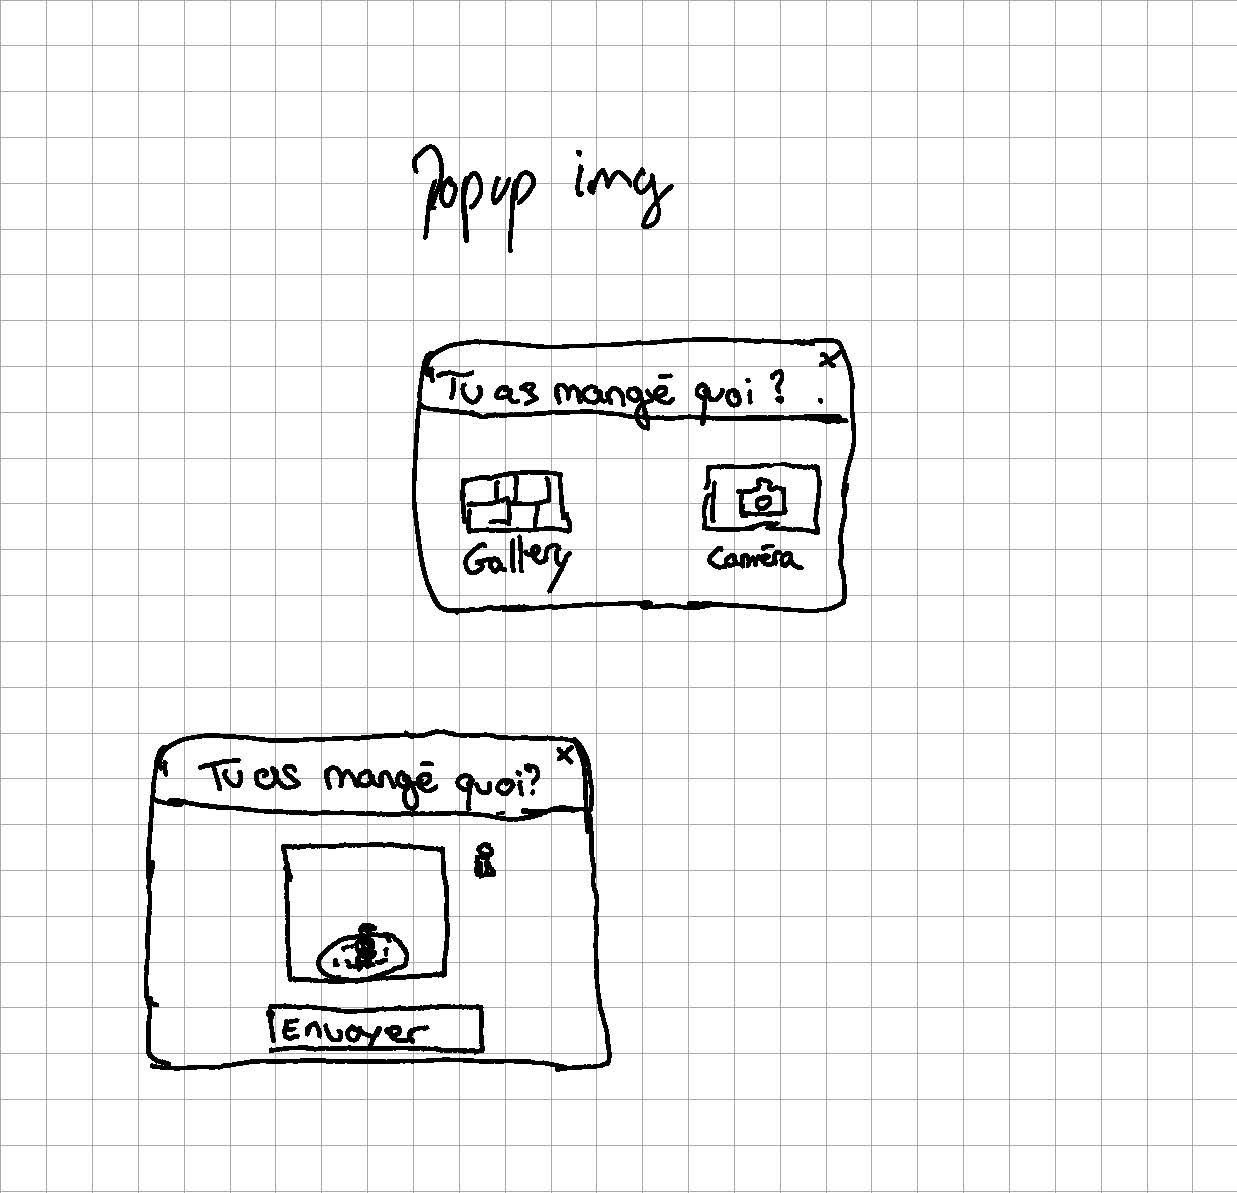 Popup img
x
Tu as mangé quoi ?
Gallery
Caméra
x
Tu as mangé quoi?
Envoyer